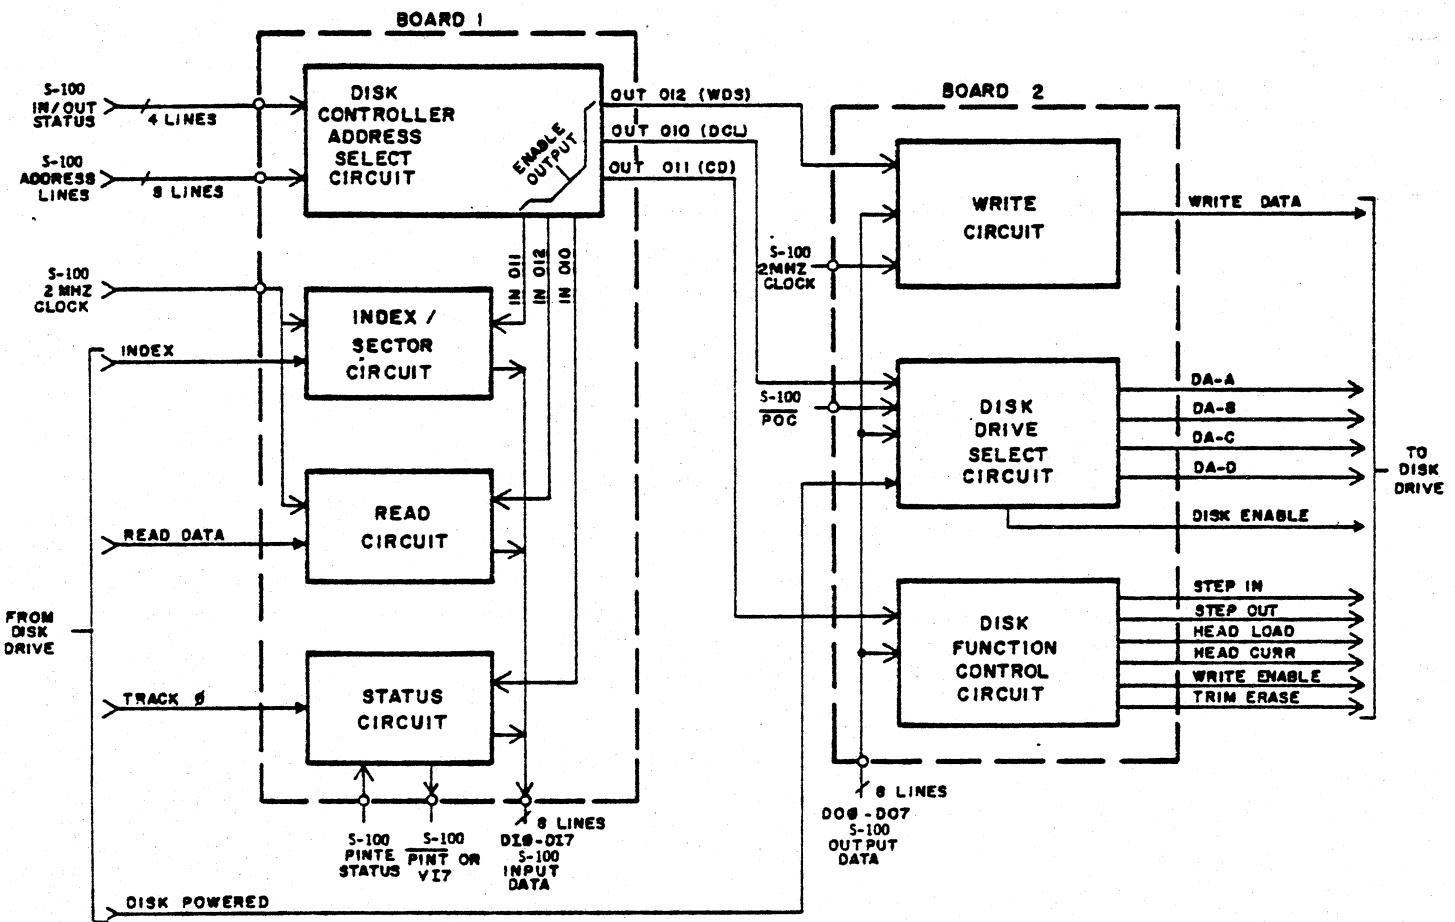 BOARD 1
S-100
IN/OUT
STATUS
4 LINES
S-100
ADDRESS
LINES
8 LINES
DISK
CONTROLLER
ADDRESS
SELECT
CIRCUIT
ENABLE
OUTPUT
OUT 012 (WDS)
OUT 010 (DCL)
OUT 011 (CD)
IN 011
IN 012
IN 010
S-100
2 MHZ
CLOCK
INDEX
INDEX /
SECTOR
CIRCUIT
READ DATA
READ
CIRCUIT
FROM
DISK
DRIVE
TRACK Ø
STATUS
CIRCUIT
S-100
PINTE
STATUS
S-100
PINT OR
VI7
8 LINES
DIØ-DI7
S-100
INPUT
DATA
DISK POWERED
BOARD 2
WRITE
CIRCUIT
WRITE DATA
S-100
2MHZ
CLOCK
S-100
POC
DISK
DRIVE
SELECT
CIRCUIT
DA-A
DA-B
DA-C
DA-D
DISK ENABLE
TO
DISK
DRIVE
DISK
FUNCTION
CONTROL
CIRCUIT
STEP IN
STEP OUT
HEAD LOAD
HEAD CURR
WRITE ENABLE
TRIM ERASE
8 LINES
DOØ-DO7
S-100
OUTPUT
DATA